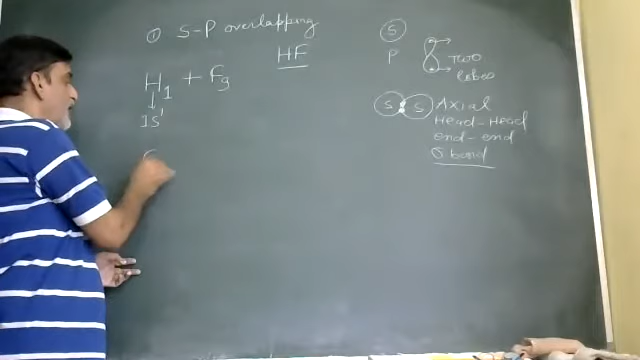 ① S-P overlapping
HF
H₁ + F₉
1S¹
S
P
Two
lobes
S S Axial
Head-Head
end-end
σ bond